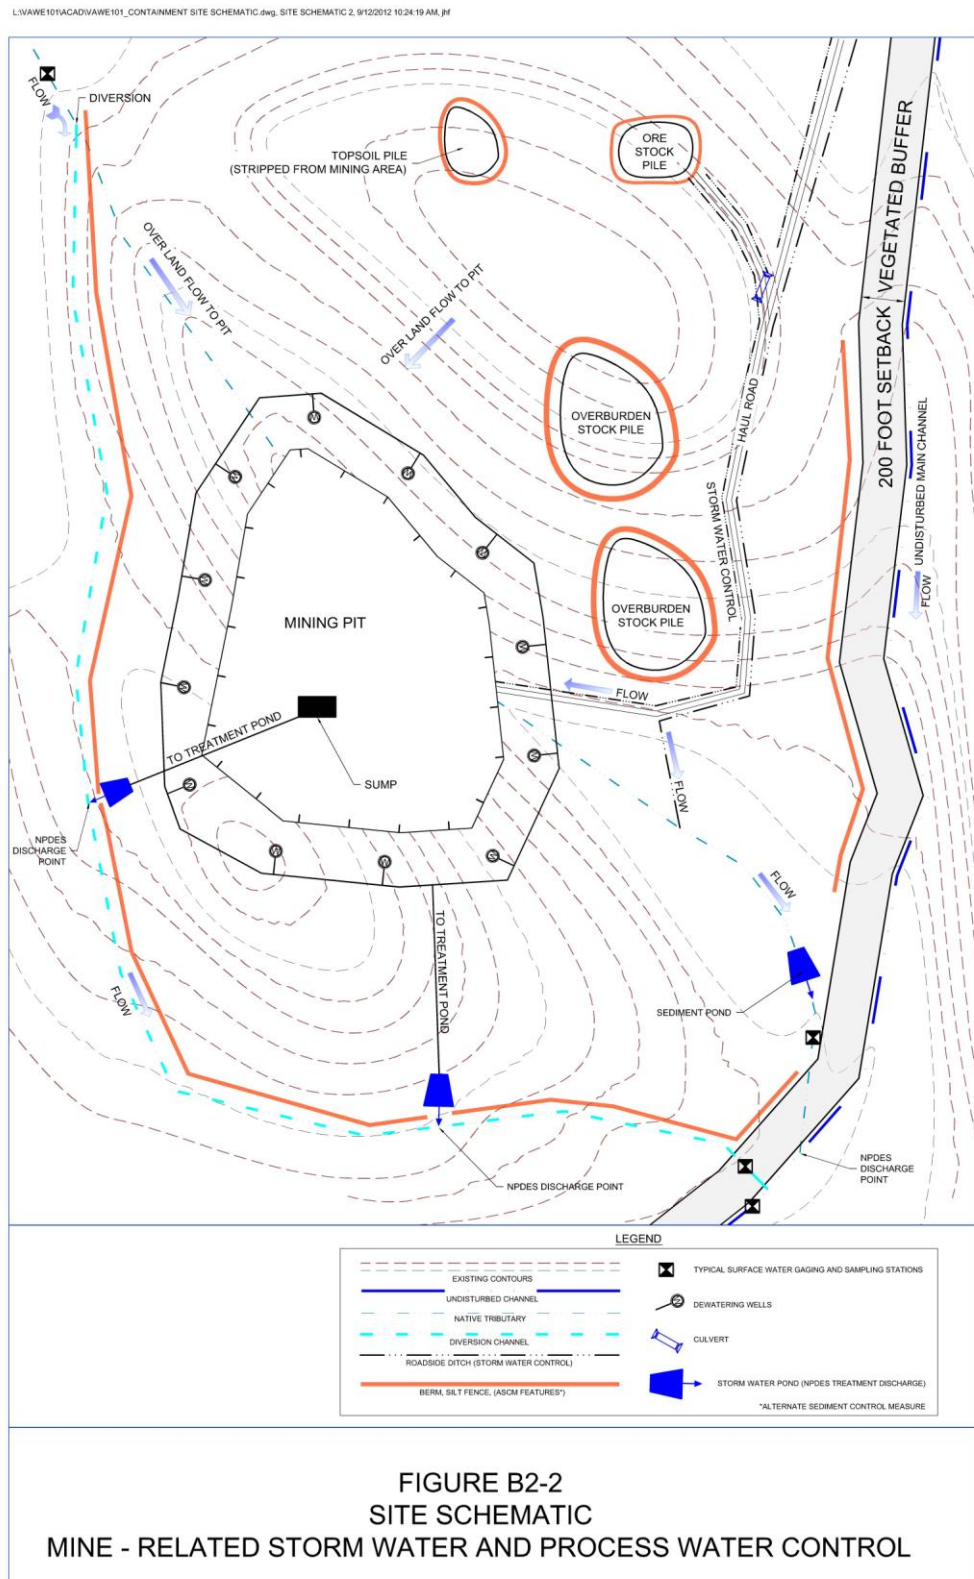 L:\VAWE101\ACAD\VAWE101_CONTAINMENT SITE SCHEMATIC.dwg, SITE SCHEMATIC 2, 9/12/2012 10:24:19 AM, jhf
FLOW
DIVERSION
TOPSOIL PILE
(STRIPPED FROM MINING AREA)
ORE
STOCK
PILE
200 FOOT SETBACK VEGETATED BUFFER
OVER LAND FLOW TO PIT
OVER LAND FLOW TO PIT
OVERBURDEN
STOCK PILE
HAUL ROAD
STORM WATER CONTROL
UNDISTURBED MAIN CHANNEL
FLOW
OVERBURDEN
STOCK PILE
MINING PIT
FLOW
TO TREATMENT POND
SUMP
FLOW
NPDES
DISCHARGE
POINT
FLOW
TO TREATMENT POND
FLOW
SEDIMENT POND
NPDES DISCHARGE POINT
NPDES
DISCHARGE
POINT
LEGEND
EXISTING CONTOURS
UNDISTURBED CHANNEL
NATIVE TRIBUTARY
DIVERSION CHANNEL
ROADSIDE DITCH (STORM WATER CONTROL)
BERM, SILT FENCE, (ASCM FEATURES*)
TYPICAL SURFACE WATER GAGING AND SAMPLING STATIONS
DEWATERING WELLS
CULVERT
STORM WATER POND (NPDES TREATMENT DISCHARGE)
*ALTERNATE SEDIMENT CONTROL MEASURE
FIGURE B2-2
SITE SCHEMATIC
MINE - RELATED STORM WATER AND PROCESS WATER CONTROL